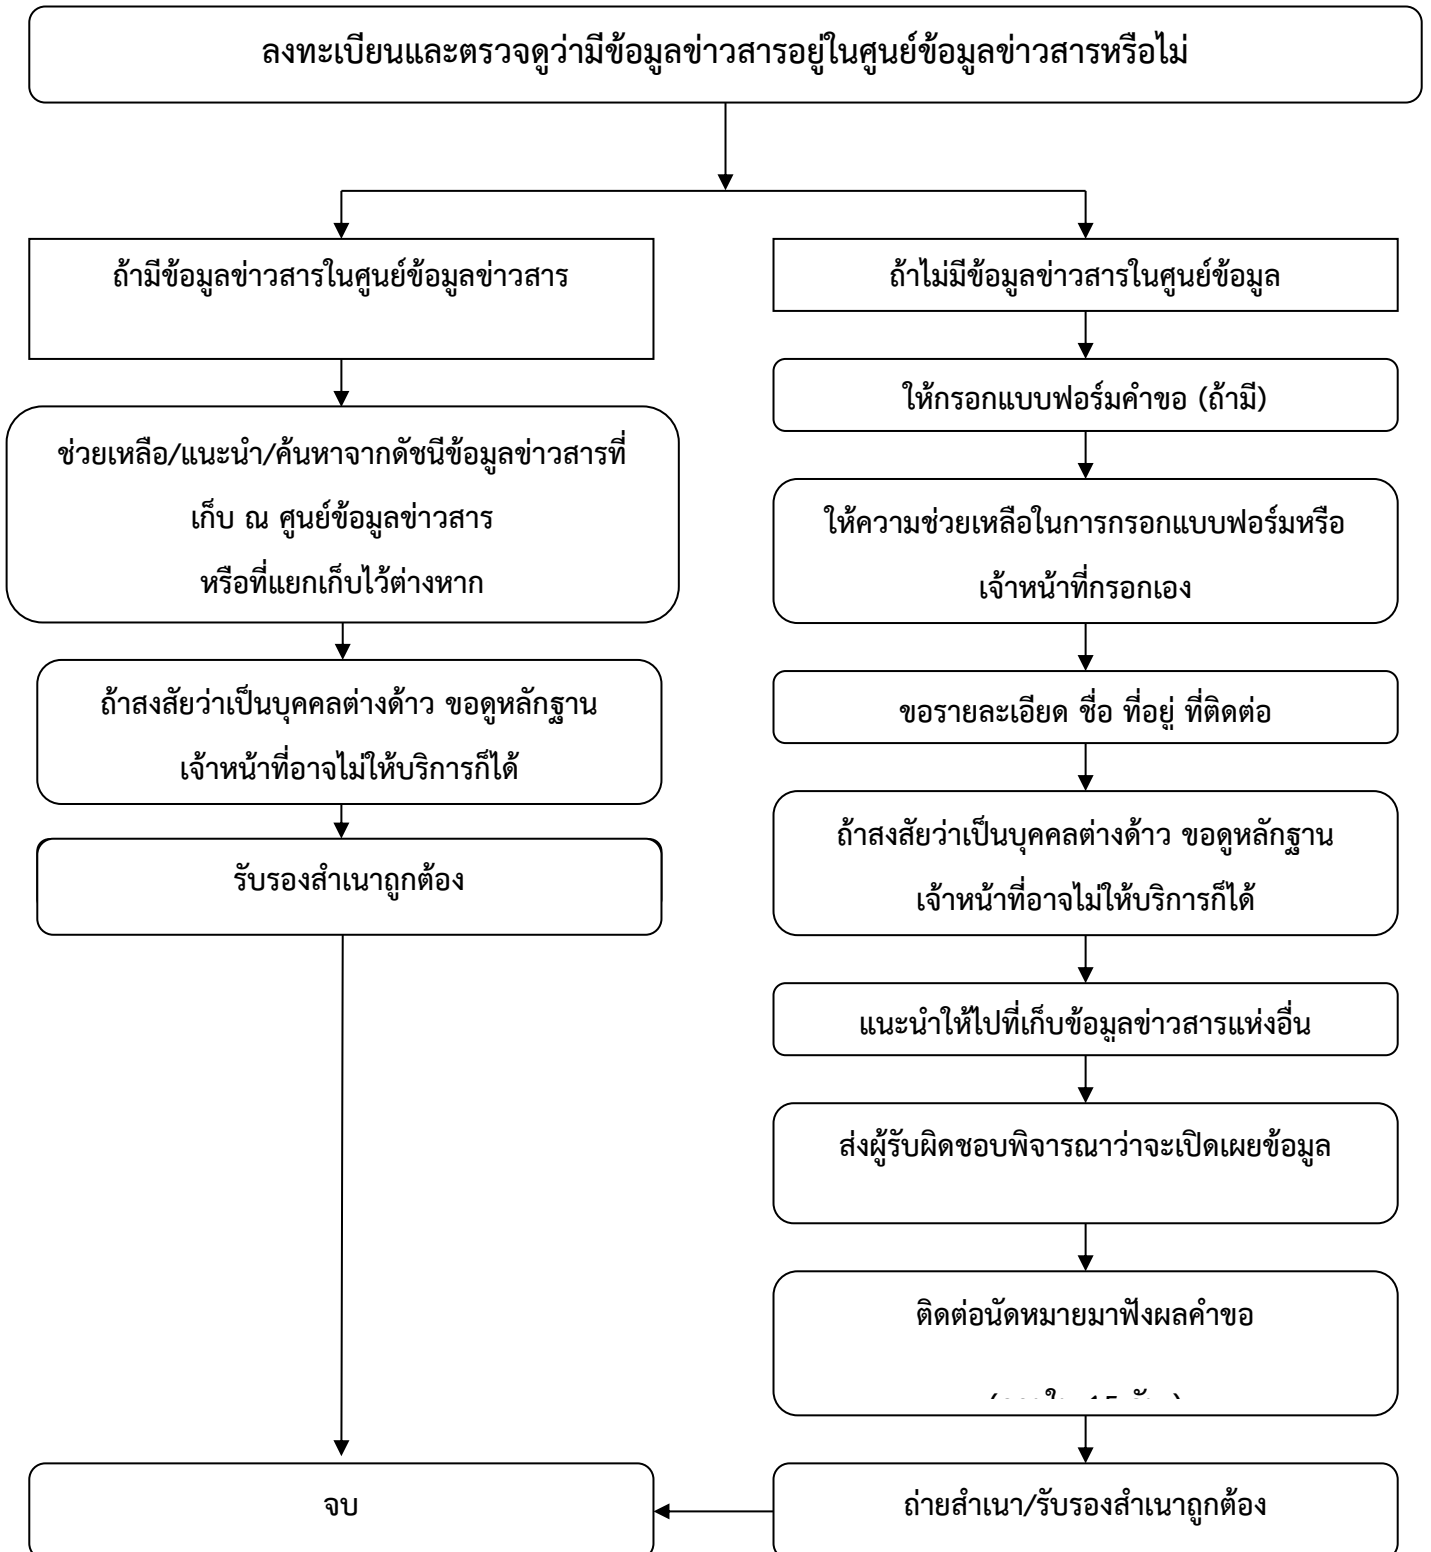 ลงทะเบียนและตรวจดูว่ามีข้อมูลข่าวสารอยู่ในศูนย์ข้อมูลข่าวสารหรือไม่
ถ้ามีข้อมูลข่าวสารในศูนย์ข้อมูลข่าวสาร
ช่วยเหลือ/แนะนำ/ค้นหาจากดัชนีข้อมูลข่าวสารที่
เก็บ ณ ศูนย์ข้อมูลข่าวสาร
หรือที่แยกเก็บไว้ต่างหาก
ถ้าสงสัยว่าเป็นบุคคลต่างด้าว ขอดูหลักฐาน
เจ้าหน้าที่อาจไม่ให้บริการก็ได้
รับรองสำเนาถูกต้อง
ถ้าไม่มีข้อมูลข่าวสารในศูนย์ข้อมูล
ให้กรอกแบบฟอร์มคำขอ (ถ้ามี)
ให้ความช่วยเหลือในการกรอกแบบฟอร์มหรือ
เจ้าหน้าที่กรอกเอง
ขอรายละเอียด ชื่อ ที่อยู่ ที่ติดต่อ
ถ้าสงสัยว่าเป็นบุคคลต่างด้าว ขอดูหลักฐาน
เจ้าหน้าที่อาจไม่ให้บริการก็ได้
แนะนำให้ไปที่เก็บข้อมูลข่าวสารแห่งอื่น
ส่งผู้รับผิดชอบพิจารณาว่าจะเปิดเผยข้อมูล
ติดต่อนัดหมายมาฟังผลคำขอ
ถ่ายสำเนา/รับรองสำเนาถูกต้อง
จบ